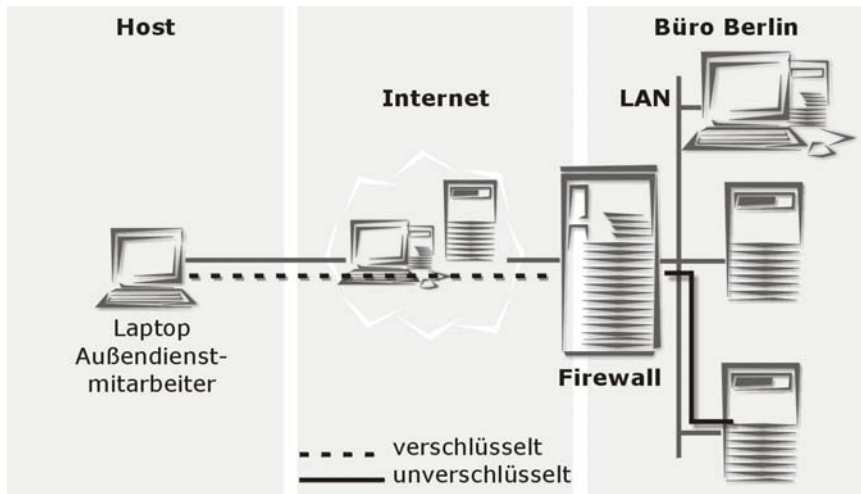 Host
Internet
Büro Berlin
LAN
Laptop
Außendienst-
mitarbeiter
Firewall
verschlüsselt
unverschlüsselt